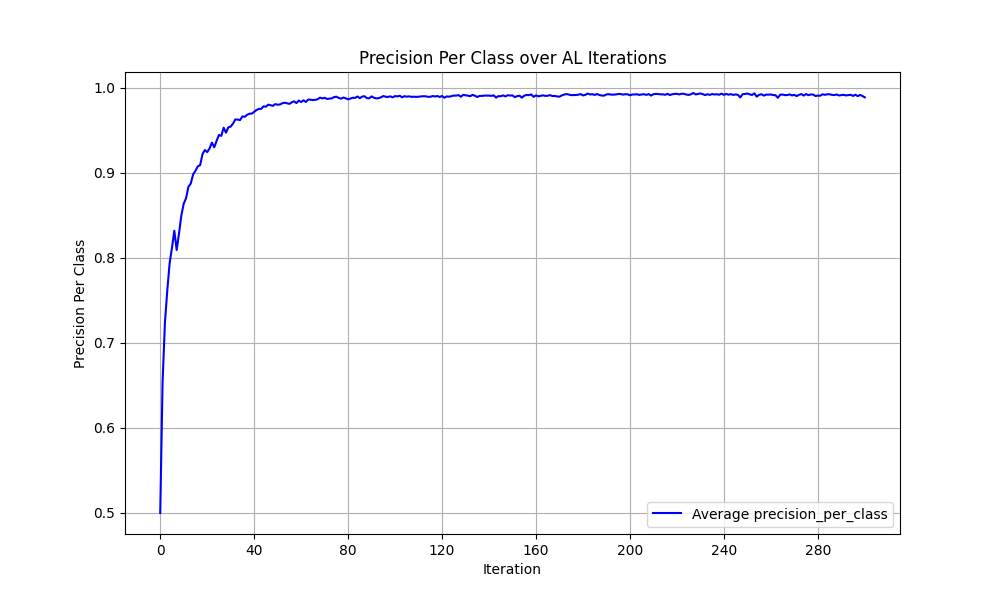 Precision Per Class over AL Iterations
1.0
0.9
0.8
0.7
0.6
0.5
Precision Per Class
0 40 80 120 160 200 240 280
Iteration
Average precision_per_class